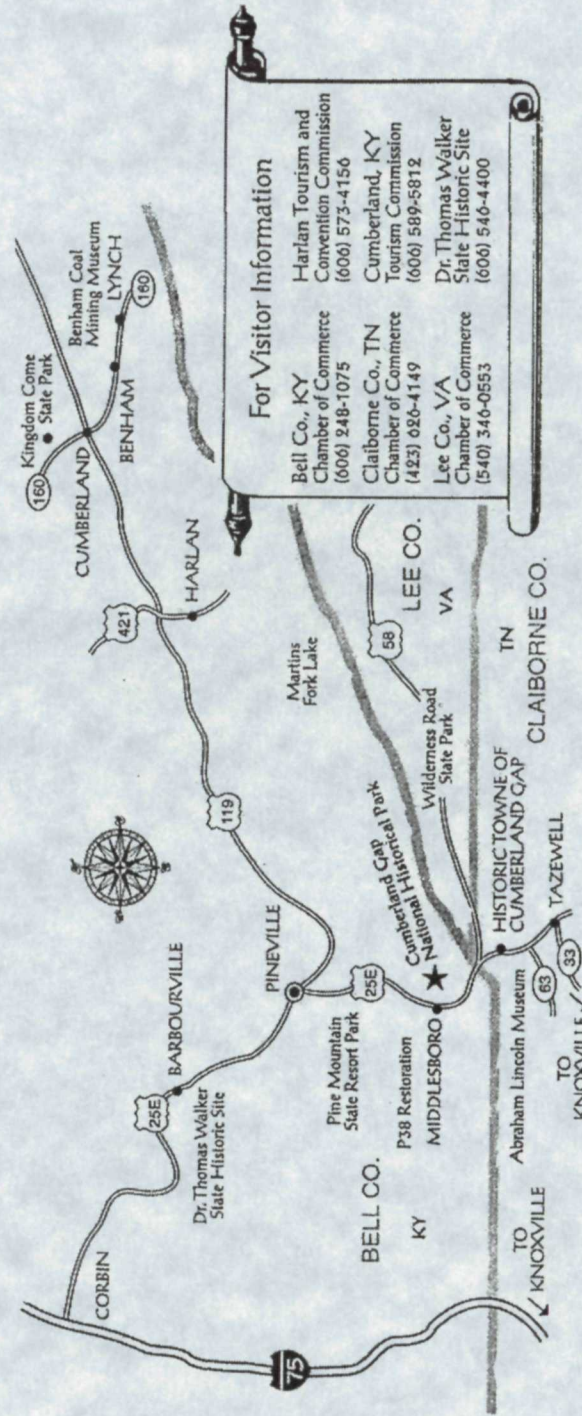 Kingdom Come
State Park
160
CUMBERLAND
Benham Coal
Mining Museum
LYNCH
BENHAM
160
421
HARLAN
119
CORBIN
25E
BARBOURVILLE
Dr. Thomas Walker
State Historic Site
PINEVILLE
75
Pine Mountain
State Resort Park
25E
BELL CO.
KY
P38 Restoration
MIDDLESBORO
Cumberland Gap
National Historical Park
Martins
Fork Lake
58
LEE CO.
VA
Wilderness Road
State Park
TN
CLAIBORNE CO.
HISTORIC TOWNE OF
CUMBERLAND GAP
Abraham Lincoln Museum
63
33
TAZEWELL
TO
KNOXVILLE
TO
KNOXVILLE
For Visitor Information
Bell Co., KY
Chamber of Commerce
(606) 248-1075
Claiborne Co., TN
Chamber of Commerce
(423) 626-4149
Lee Co., VA
Chamber of Commerce
(540) 346-0553
Harlan Tourism and
Convention Commission
(606) 573-4156
Cumberland, KY
Tourism Commission
(606) 589-5812
Dr. Thomas Walker
State Historic Site
(606) 546-4400